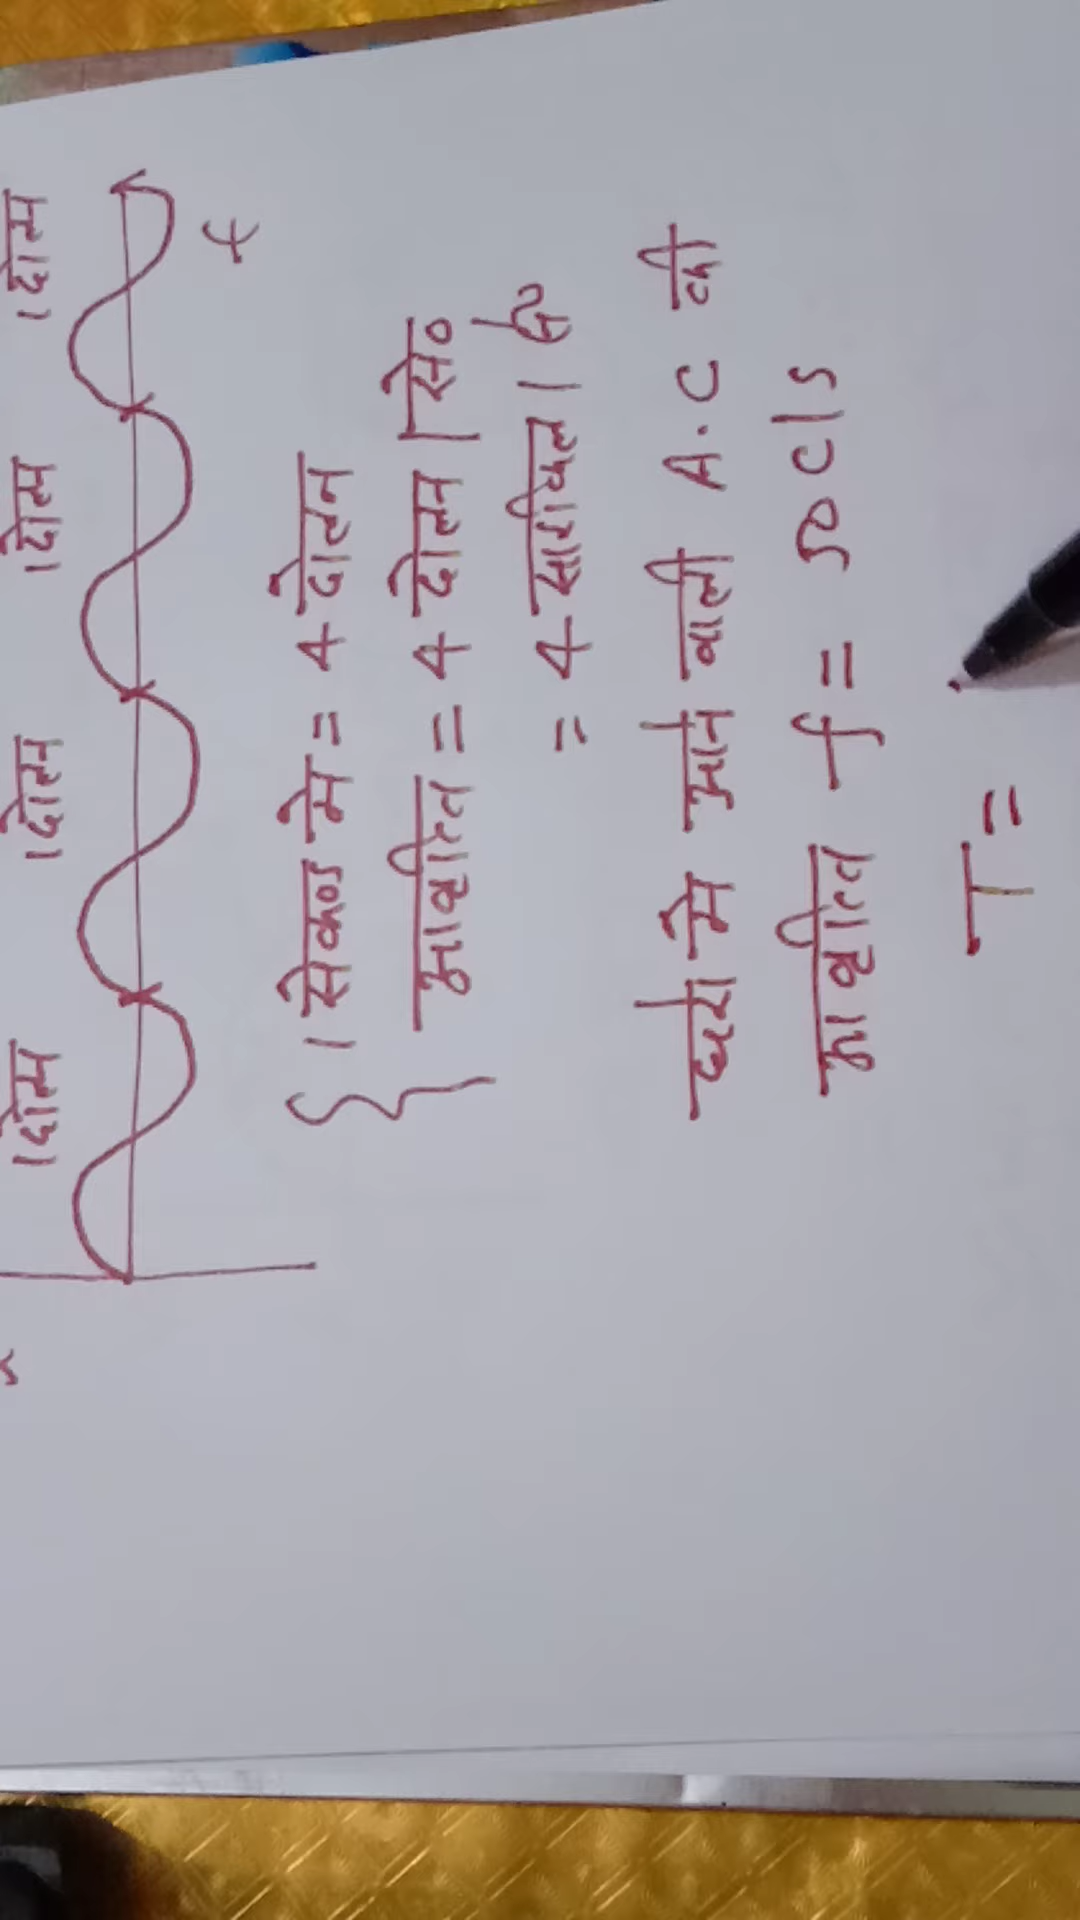 1दोलन 1दोलन 1दोलन 1दोलन
t
1 सेकण्ड मे = 4 दोलन
आवृत्ति = 4 दोलन / से०
= 4 साईकिल /
घरो मे आने वाली A.C की
आवृत्ति f = 50 c/s
T =